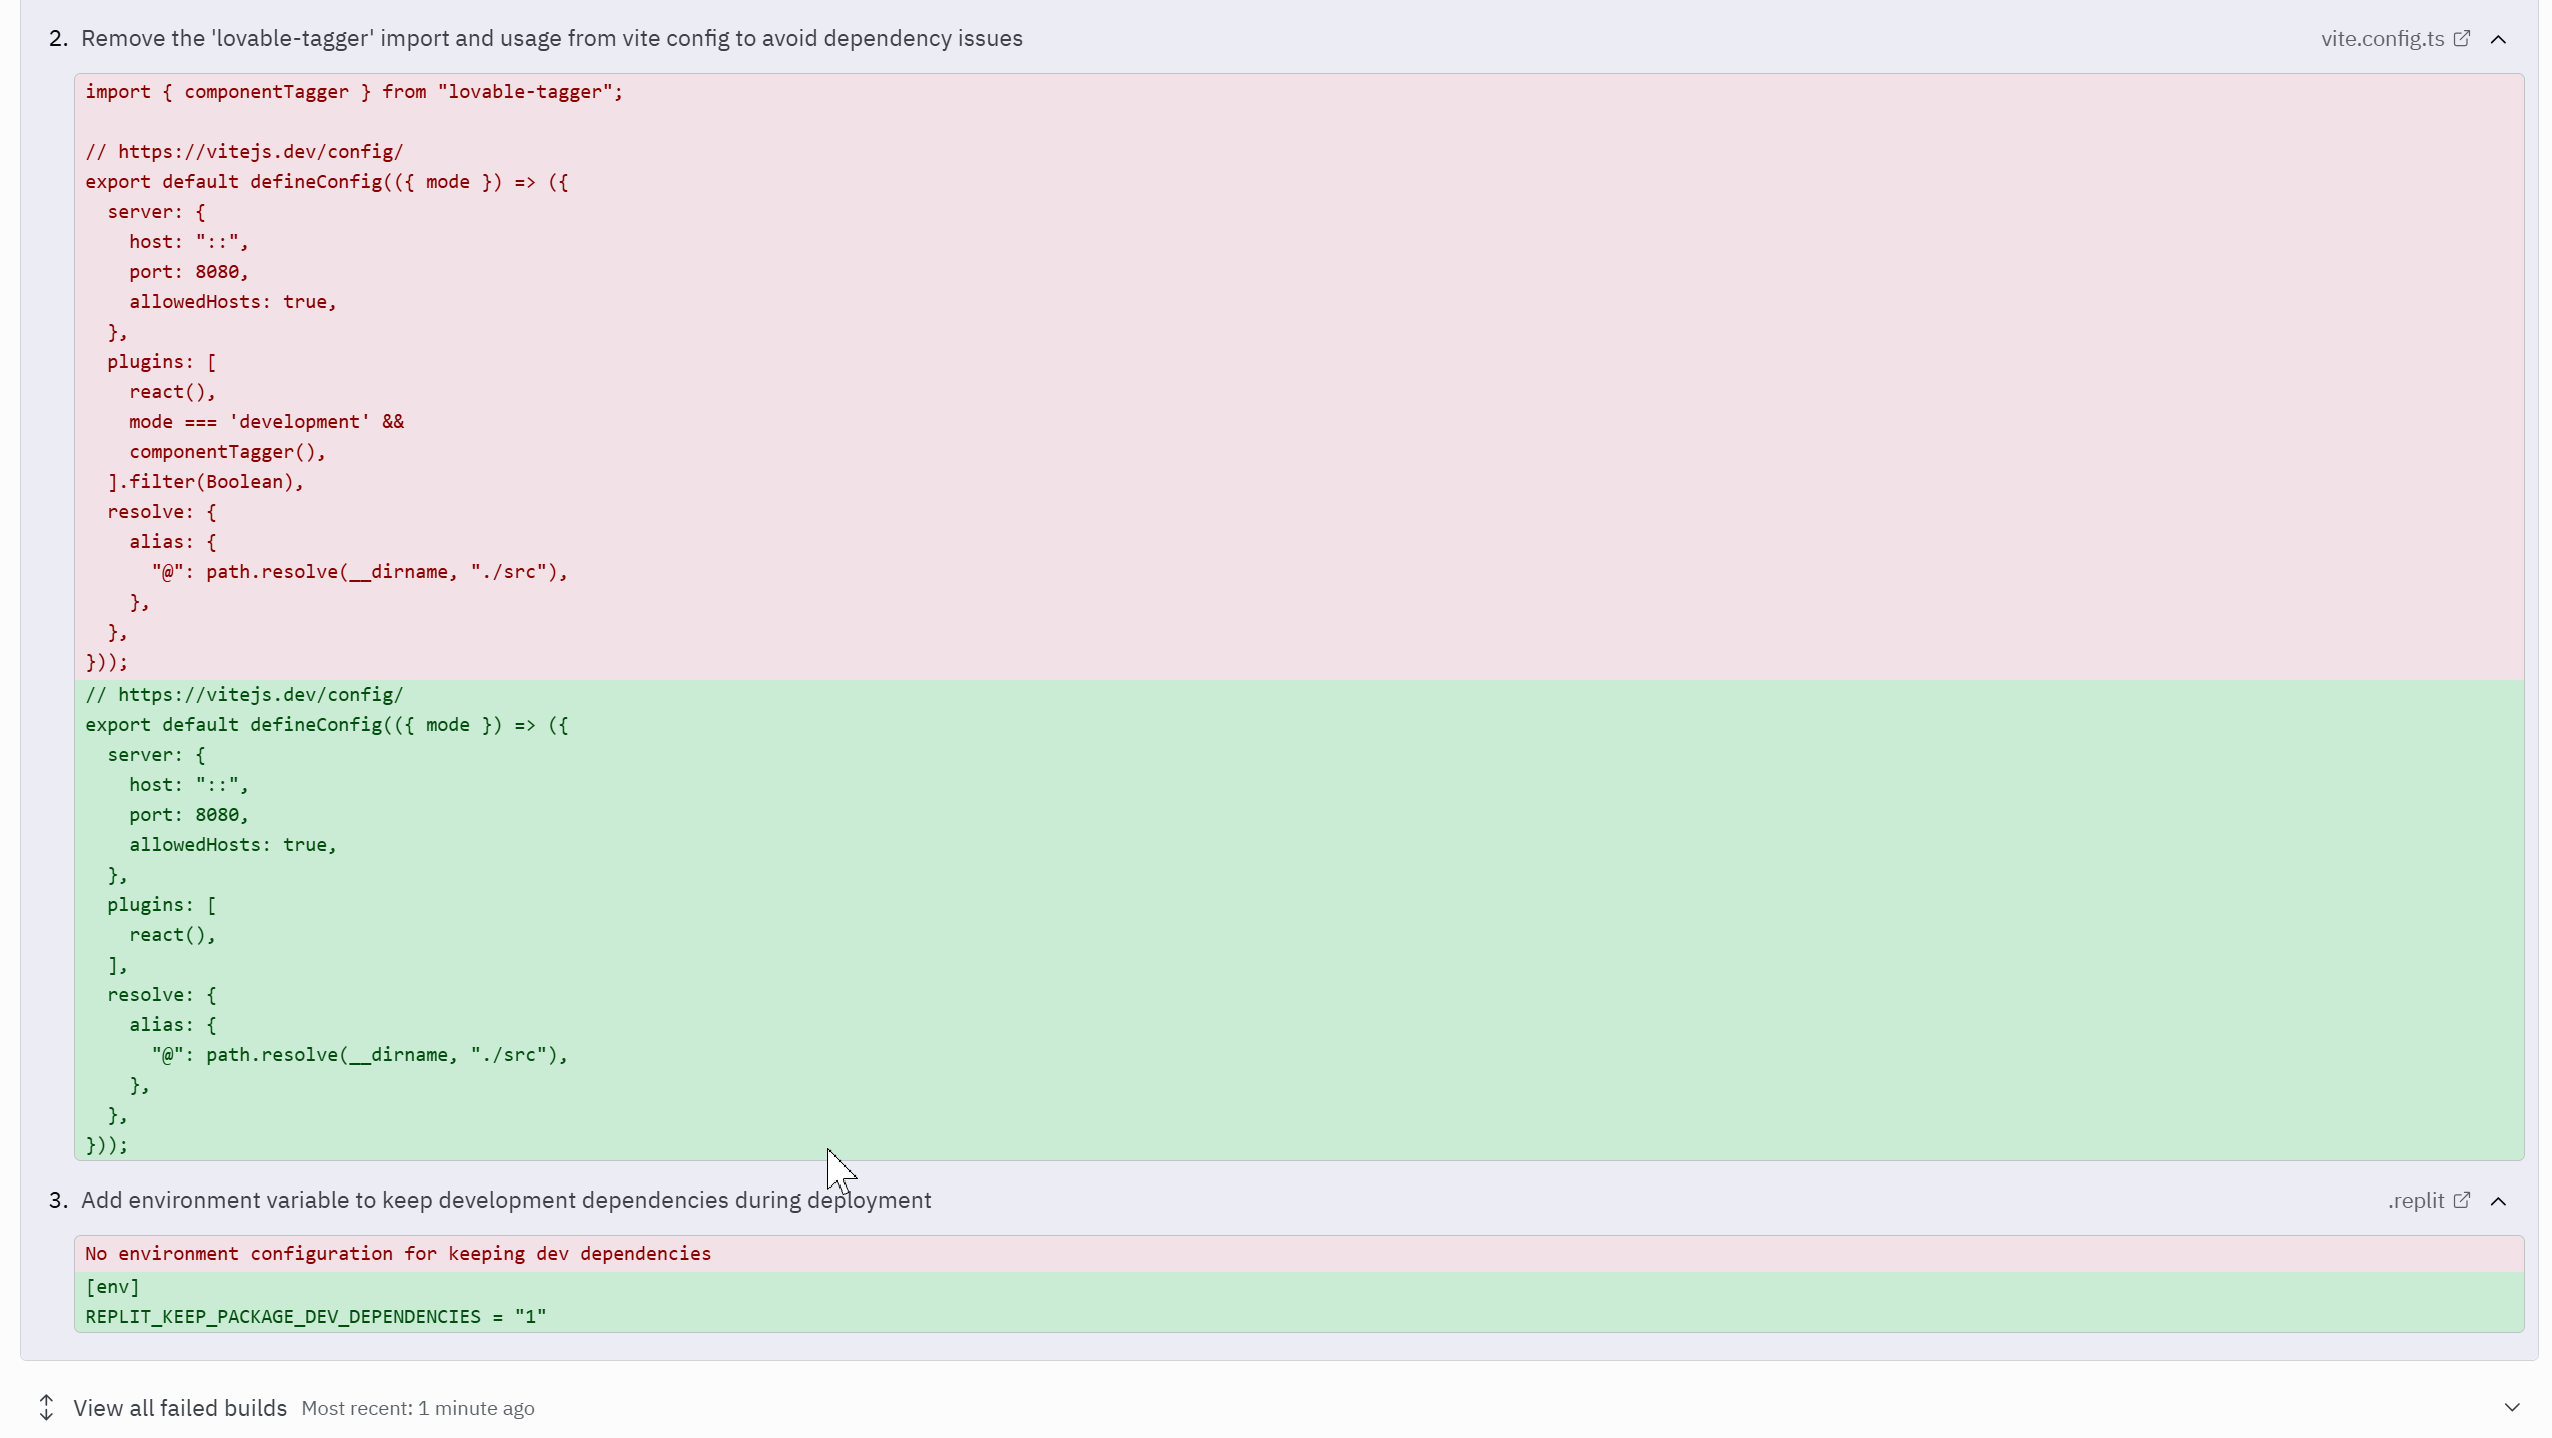 2. Remove the 'lovable-tagger' import and usage from vite config to avoid dependency issues
vite.config.ts
import { componentTagger } from "lovable-tagger";

// https://vitejs.dev/config/
export default defineConfig(({ mode }) => ({
  server: {
    host: "::",
    port: 8080,
    allowedHosts: true,
  },
  plugins: [
    react(),
    mode === 'development' &&
    componentTagger(),
  ].filter(Boolean),
  resolve: {
    alias: {
      "@": path.resolve(__dirname, "./src"),
    },
  },
}));
// https://vitejs.dev/config/
export default defineConfig(({ mode }) => ({
  server: {
    host: "::",
    port: 8080,
    allowedHosts: true,
  },
  plugins: [
    react(),
  ],
  resolve: {
    alias: {
      "@": path.resolve(__dirname, "./src"),
    },
  },
}));
3. Add environment variable to keep development dependencies during deployment
.replit
No environment configuration for keeping dev dependencies
[env]
REPLIT_KEEP_PACKAGE_DEV_DEPENDENCIES = "1"
View all failed builds Most recent: 1 minute ago